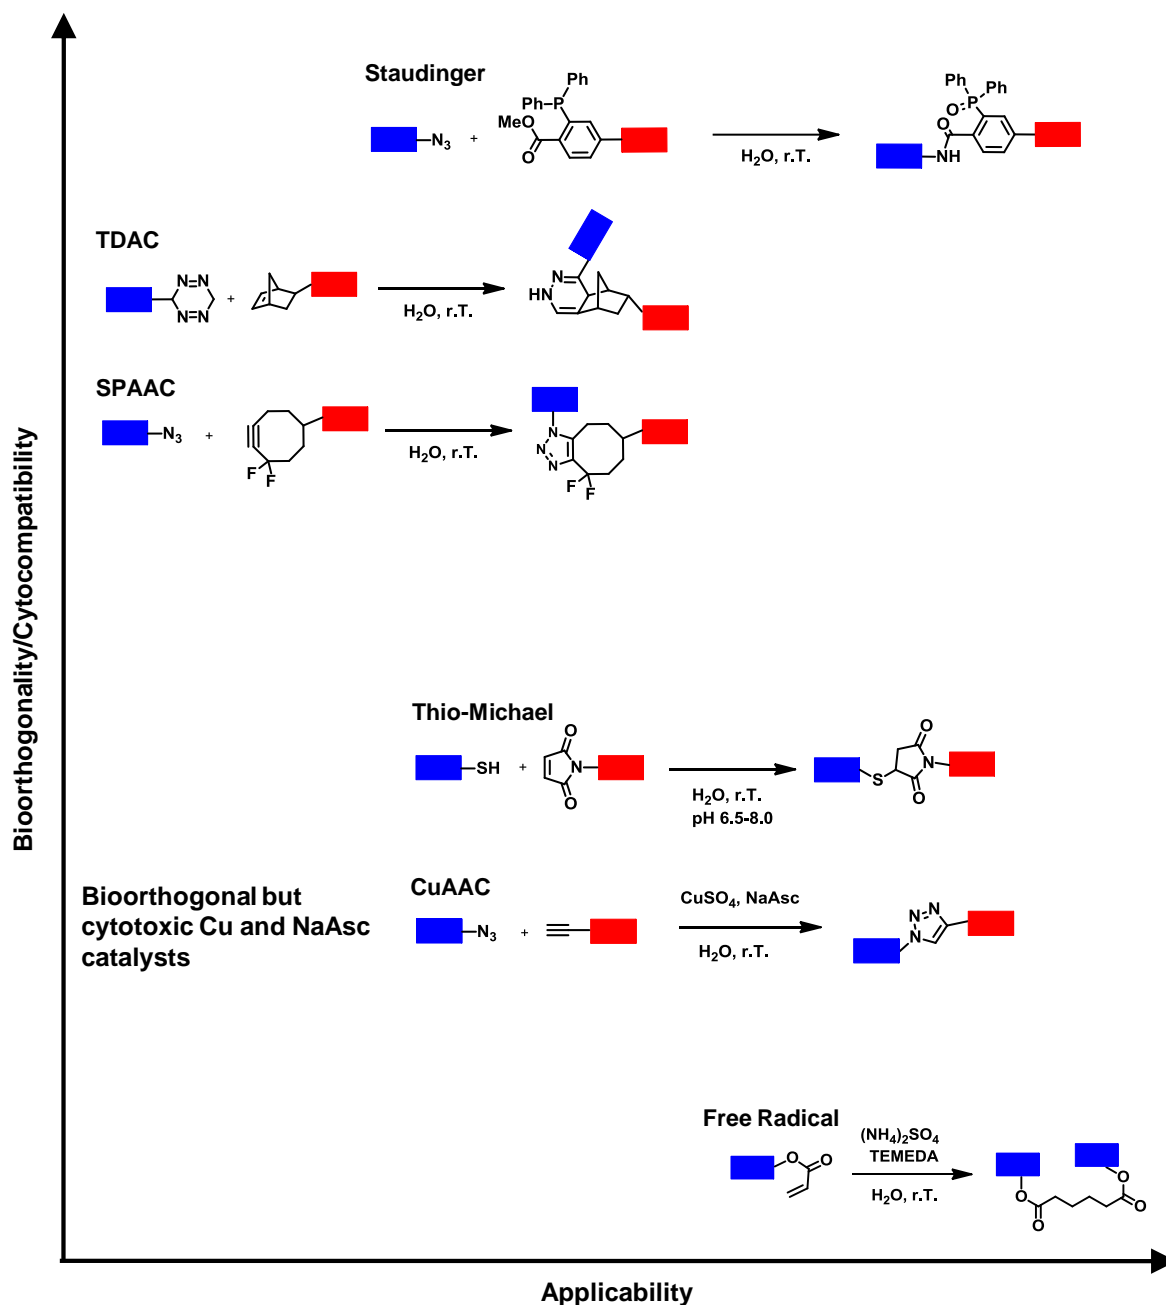 Staudinger
Ph
Ph
P
MeO
O
N3
+
H2O, r.T.
Ph
Ph
P
O
O
NH
TDAC
N=N
N=N
+
H2O, r.T.
N
HN
SPAAC
N3
+
F
F
H2O, r.T.
N
N
N
F
F
Thio-Michael
SH
+
O
N
O
H2O, r.T.
pH 6.5-8.0
O
N
S
O
CuAAC
N3
+
CuSO4, NaAsc
H2O, r.T.
N
N
N
Bioorthogonal but
cytotoxic Cu and NaAsc
catalysts
Free Radical
O
O
(NH4)2SO4
TEMEDA
H2O, r.T.
O
O
O
O
Bioorthogonality/Cytocompatibility
Applicability